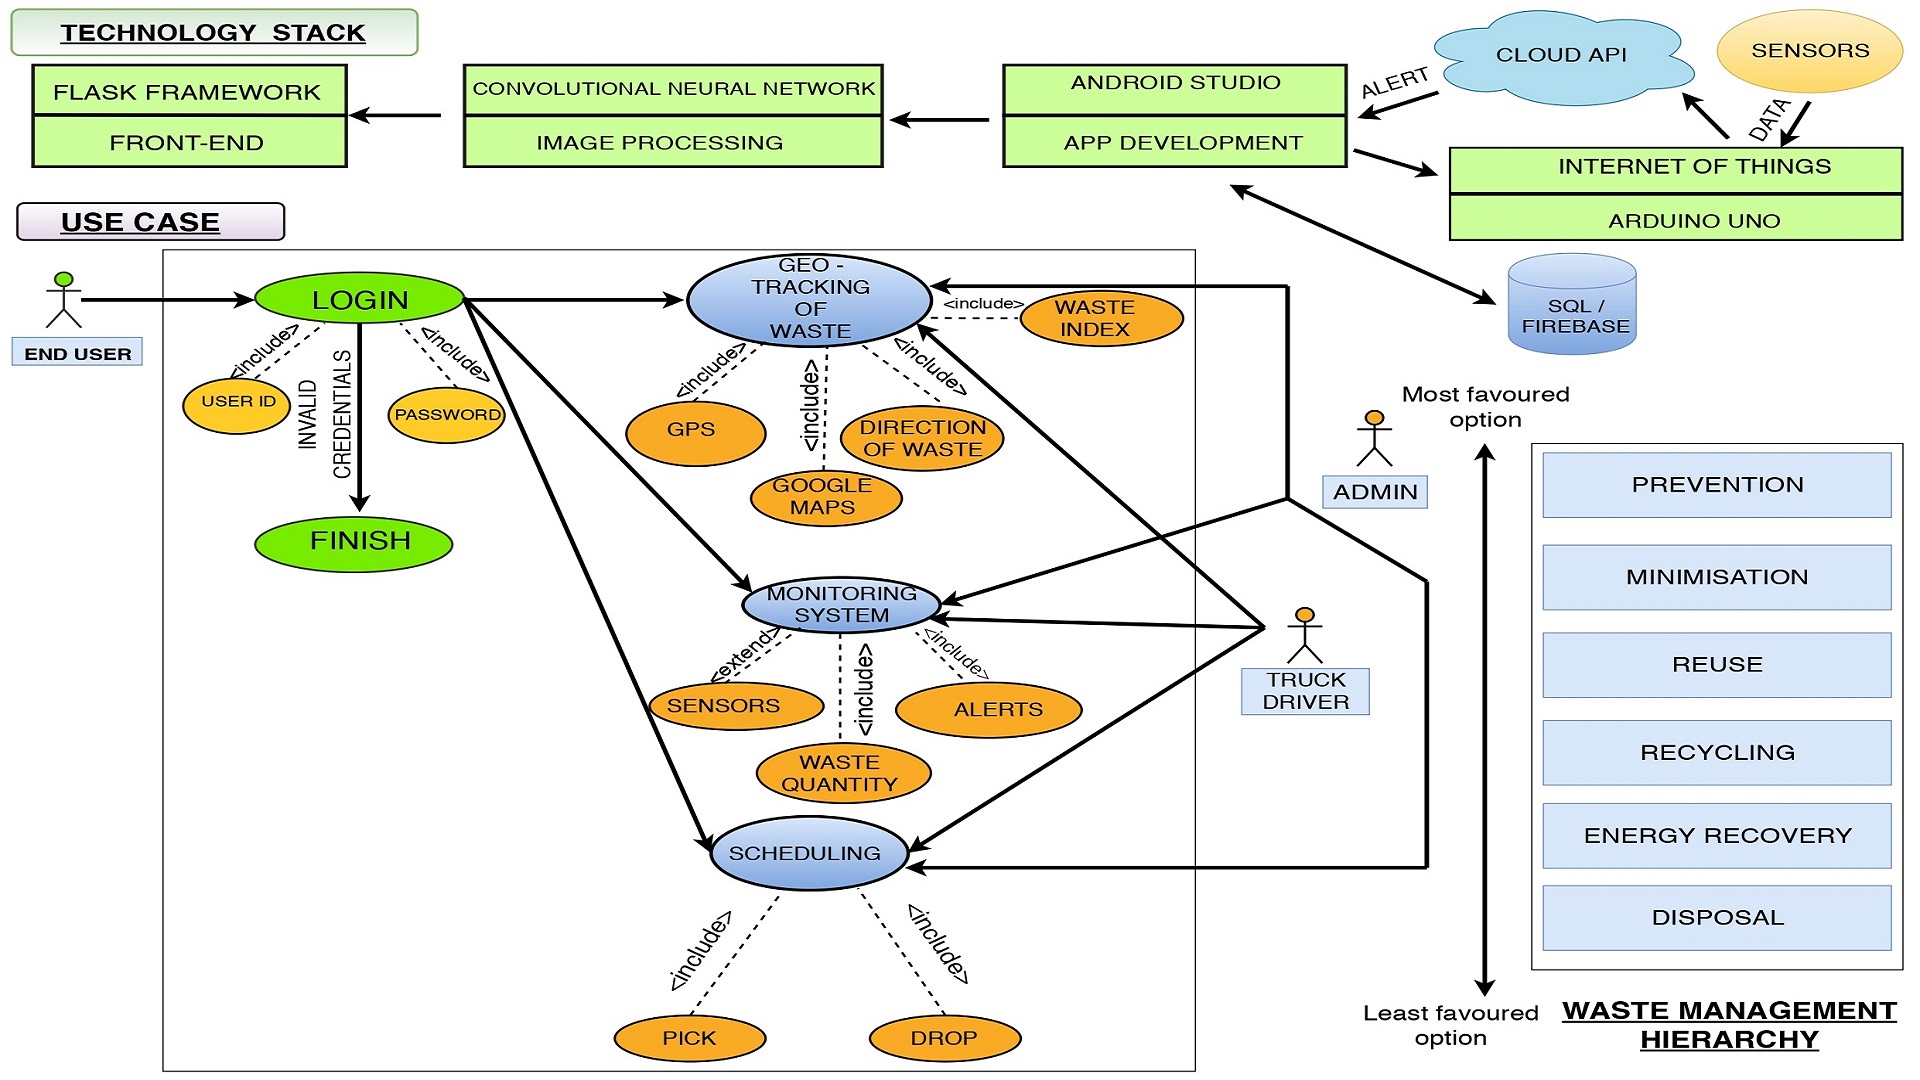 TECHNOLOGY STACK
FLASK FRAMEWORK
FRONT-END
CONVOLUTIONAL NEURAL NETWORK
IMAGE PROCESSING
ANDROID STUDIO
APP DEVELOPMENT
ALERT
CLOUD API
SENSORS
DATA
INTERNET OF THINGS
ARDUINO UNO
SQL /
FIREBASE
USE CASE
END USER
LOGIN
<include>
<include>
USER ID
PASSWORD
INVALID
CREDENTIALS
FINISH
GEO -
TRACKING
OF
WASTE
<include>
WASTE
INDEX
<include>
<include>
<include>
GPS
GOOGLE
MAPS
DIRECTION
OF WASTE
MONITORING
SYSTEM
<extend>
<include>
<include>
SENSORS
WASTE
QUANTITY
ALERTS
SCHEDULING
<include>
<include>
PICK
DROP
ADMIN
TRUCK
DRIVER
Most favoured
option
PREVENTION
MINIMISATION
REUSE
RECYCLING
ENERGY RECOVERY
DISPOSAL
Least favoured
option
WASTE MANAGEMENT
HIERARCHY